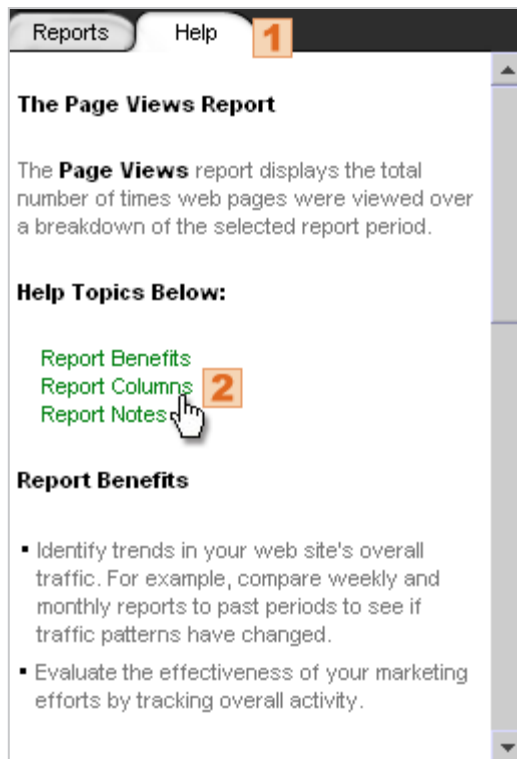 Reports Help 1
The Page Views Report
The Page Views report displays the total
number of times web pages were viewed over
a breakdown of the selected report period.
Help Topics Below:
Report Benefits
Report Columns 2
Report Notes
Report Benefits
▪ Identify trends in your web site's overall
traffic. For example, compare weekly and
monthly reports to past periods to see if
traffic patterns have changed.
▪ Evaluate the effectiveness of your marketing
efforts by tracking overall activity.